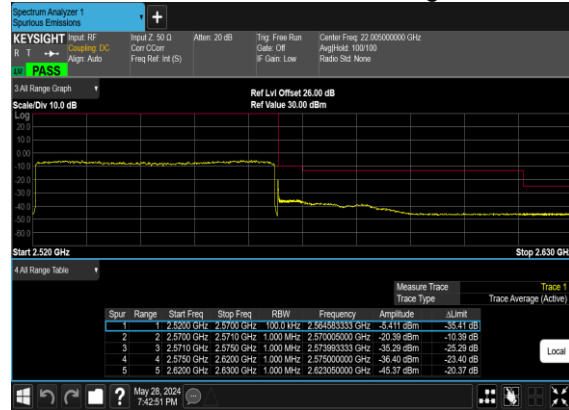 Spectrum Analyzer 1
Spurious Emissions
+
KEYSIGHT Input: RF Input Z: 50 Ω Atten: 20 dB Trig: Free Run Center Freq: 22.005000000 GHz
R T Coupling: DC Corr CCorr Gate: Off Avg|Hold: 100/100
Align: Auto Freq Ref: Int (S) IF Gain: Low Radio Std: None
LM PASS
3 All Range Graph
Ref Lvl Offset 26.00 dB
Scale/Div 10.0 dB Ref Value 30.00 dBm
Log
20.0
10.0
0.00
-10.0
-20.0
-30.0
-40.0
-50.0
-60.0
Start 2.520 GHz Stop 2.630 GH
4 All Range Table
Measure Trace Trace 1
Trace Type Trace Average (Active)
Spur Range Start Freq Stop Freq RBW Frequency Amplitude ΔLimit
1 1 2.5200 GHz 2.5700 GHz 100.0 kHz 2.564583333 GHz -5.411 dBm -35.41 dB
2 2 2.5700 GHz 2.5710 GHz 1.000 MHz 2.570005000 GHz -20.39 dBm -10.39 dB
3 3 2.5710 GHz 2.5750 GHz 1.000 MHz 2.573993333 GHz -35.29 dBm -25.29 dB
4 4 2.5750 GHz 2.6200 GHz 1.000 MHz 2.575000000 GHz -36.40 dBm -23.40 dB
5 5 2.6200 GHz 2.6300 GHz 1.000 MHz 2.623050000 GHz -45.37 dBm -20.37 dB
Local
? May 28, 2024
7:42:51 PM